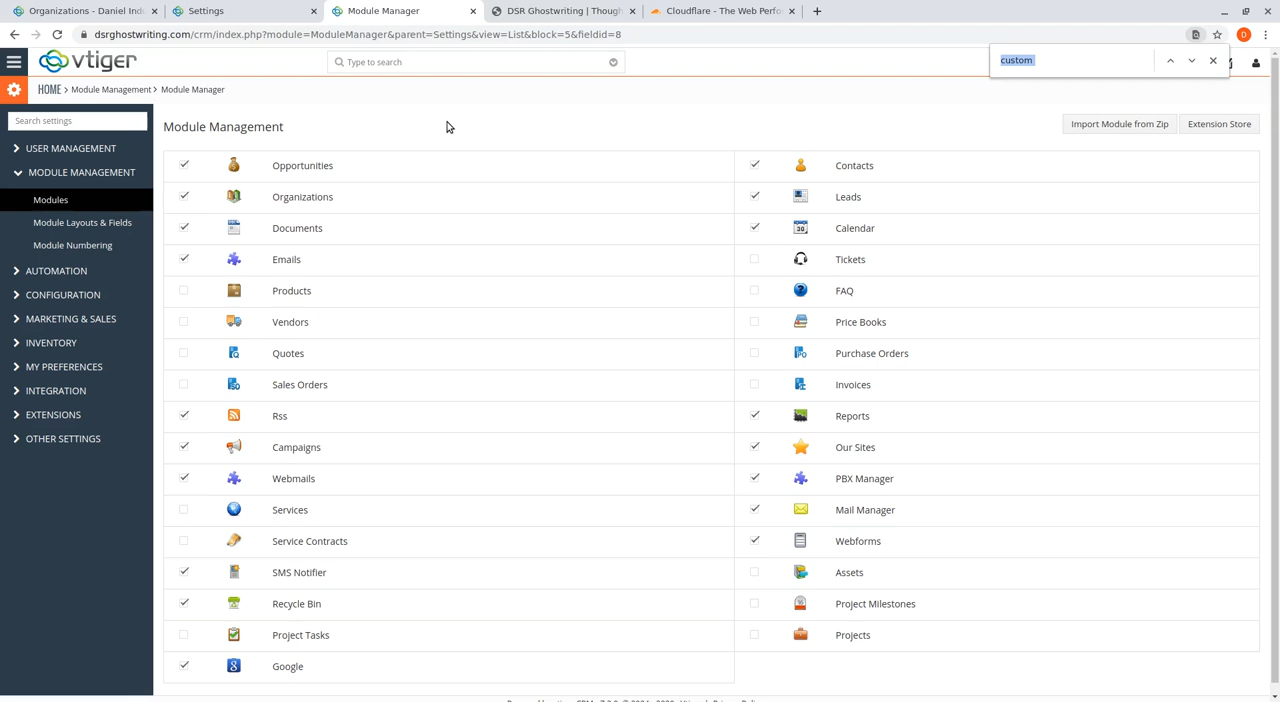 Organizations - Daniel Ind
Settings
Module Manager
DSR Ghostwriting | Though
Cloudflare - The Web Perfo
dsrghostwriting.com/crm/index.php?module=ModuleManager&parent=Settings&view=List&block=5&fieldid=8
D
vtiger
Type to search
custom
HOME > Module Management > Module Manager
Search settings
USER MANAGEMENT
MODULE MANAGEMENT
Modules
Module Layouts & Fields
Module Numbering
AUTOMATION
CONFIGURATION
MARKETING & SALES
INVENTORY
MY PREFERENCES
INTEGRATION
EXTENSIONS
OTHER SETTINGS
Module Management
Import Module from Zip
Extension Store
Opportunities
Contacts
Organizations
Leads
Documents
Calendar
Emails
Tickets
Products
FAQ
Vendors
Price Books
Quotes
Purchase Orders
Sales Orders
Invoices
Rss
Reports
Campaigns
Our Sites
Webmails
PBX Manager
Services
Mail Manager
Service Contracts
Webforms
SMS Notifier
Assets
Recycle Bin
Project Milestones
Project Tasks
Projects
Google